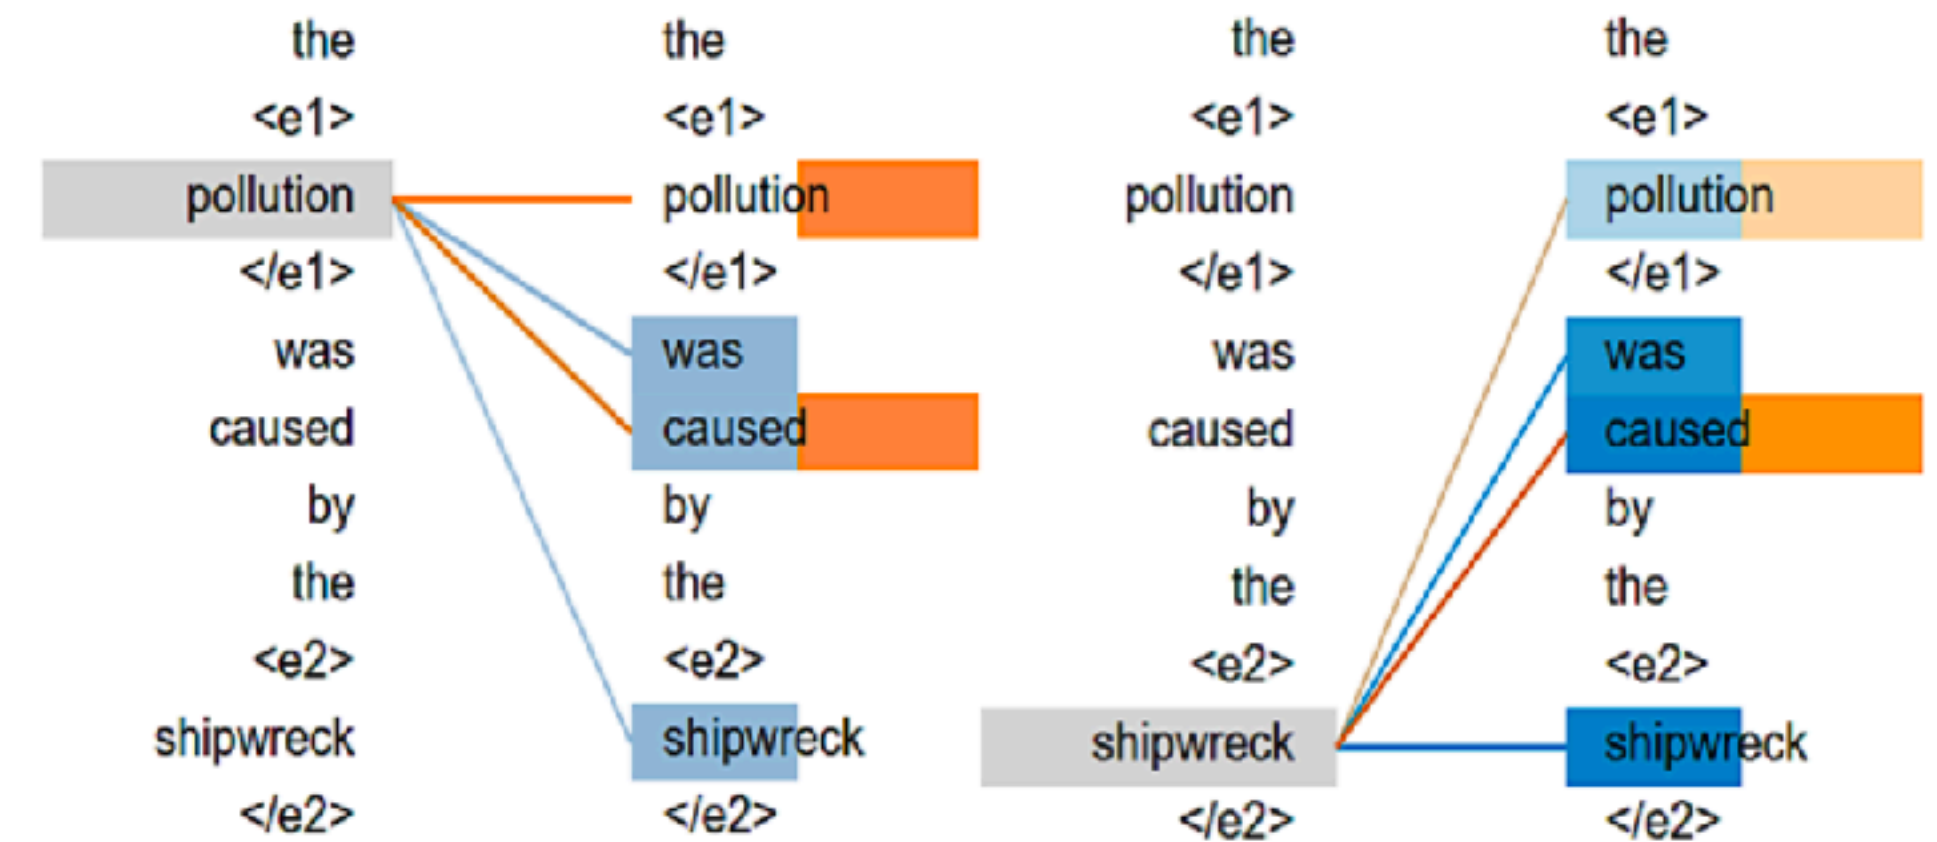 the the the the
<e1> <e1> <e1> <e1>
pollution pollution pollution pollution
</e1> </e1> </e1> </e1>
was was was was
caused caused caused caused
by by by by
the the the the
<e2> <e2> <e2> <e2>
shipwreck shipwreck shipwreck shipwreck
</e2> </e2> </e2> </e2>